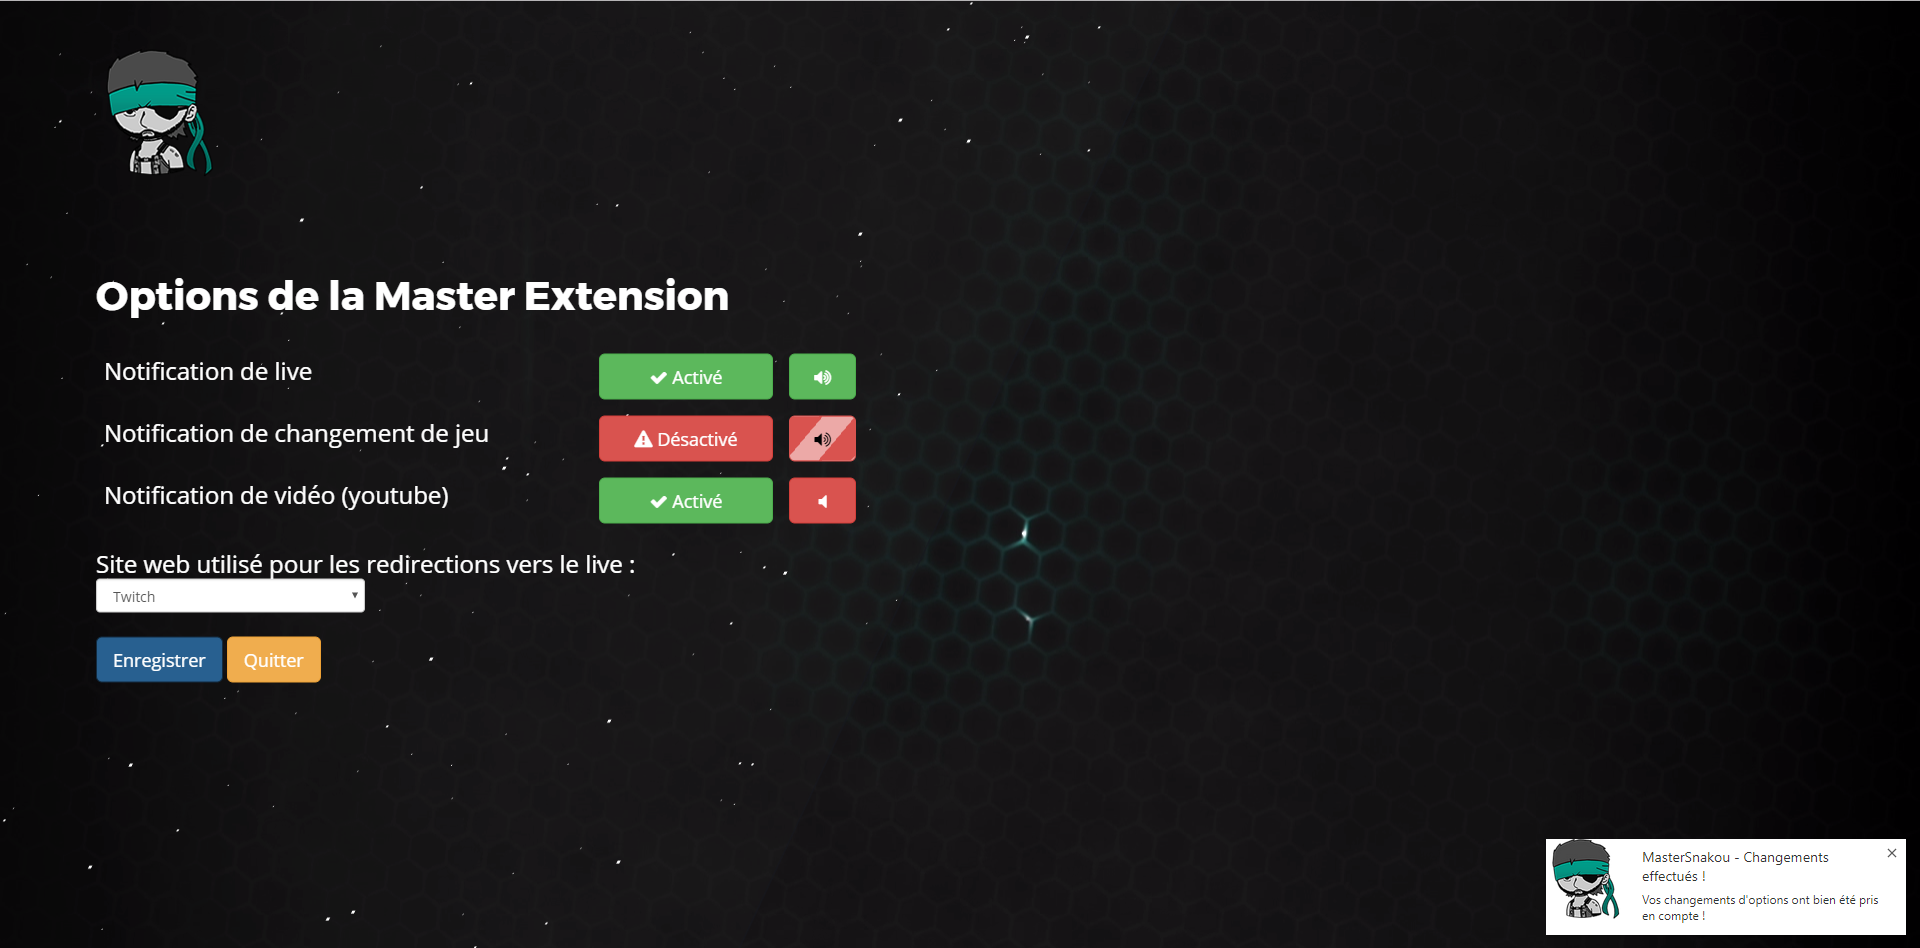 Options de la Master Extension
Notification de live
Activé
Notification de changement de jeu
Désactivé
Notification de vidéo (youtube)
Activé
Site web utilisé pour les redirections vers le live :
Twitch
Enregistrer
Quitter
MasterSnakou - Changements
effectués !
Vos changements d'options ont bien été pris
en compte !